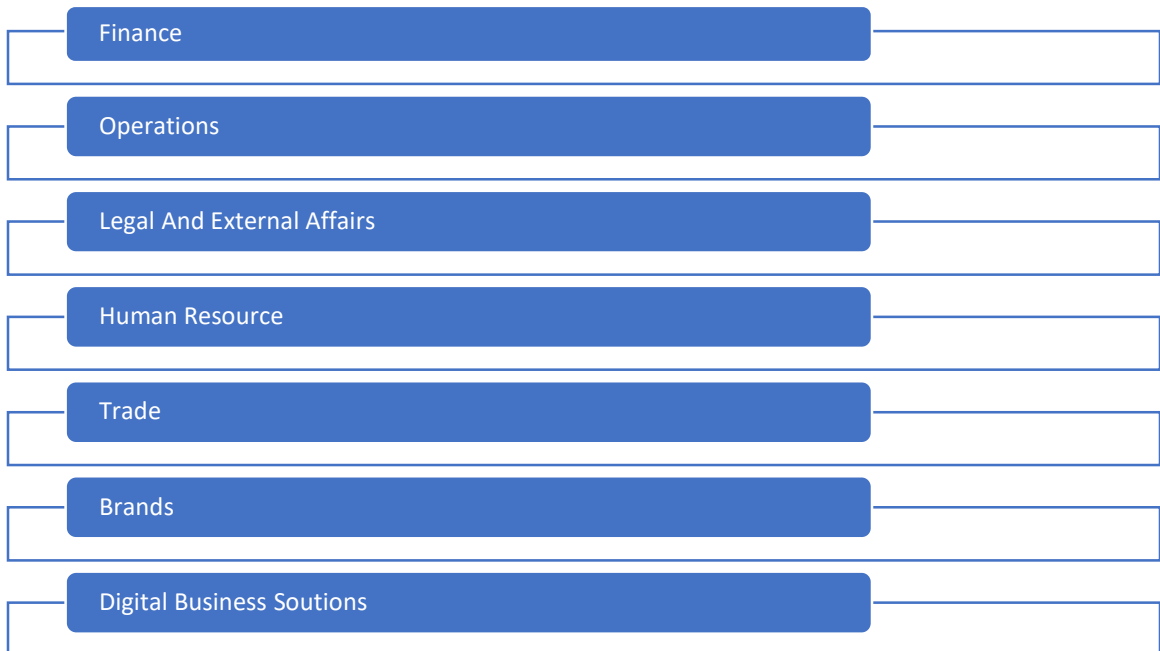 Finance
Operations
Legal And External Affairs
Human Resource
Trade
Brands
Digital Business Soutions